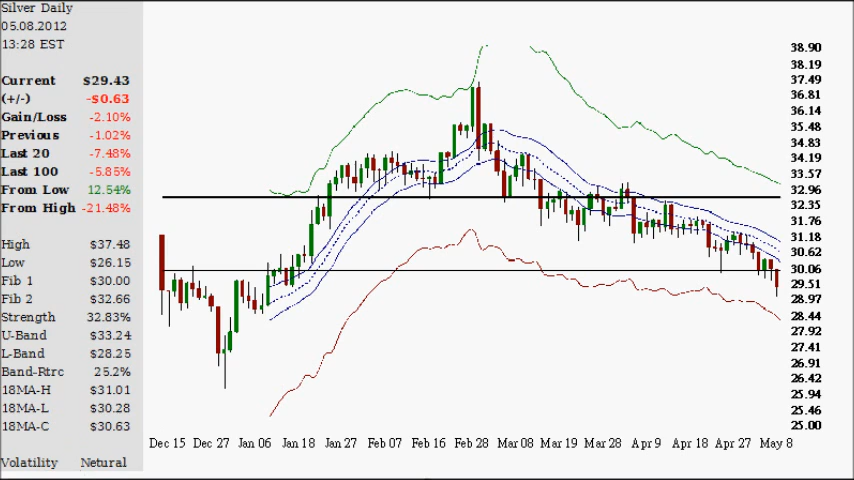 Silver Daily
05.08.2012
13:28 EST
Current $29.43
(+/-) -$0.63
Gain/Loss -2.10%
Previous -1.02%
Last 20 -7.48%
Last 100 -5.85%
From Low 12.54%
From High -21.48%
High $37.48
Low $26.15
Fib 1 $30.00
Fib 2 $32.66
Strength 32.83%
U-Band $33.24
L-Band $28.25
Band-Rtrc 25.2%
18MA-H $31.01
18MA-L $30.28
18MA-C $30.63
Volatility Netural
38.90
38.19
37.49
36.81
36.14
35.48
34.83
34.19
33.57
32.96
32.35
31.76
31.18
30.62
30.06
29.51
28.97
28.44
27.92
27.41
26.91
26.42
25.94
25.46
25.00
Dec 15 Dec 27 Jan 06 Jan 18 Jan 27 Feb 07 Feb 16 Feb 28 Mar 08 Mar 19 Mar 28 Apr 9 Apr 18 Apr 27 May 8